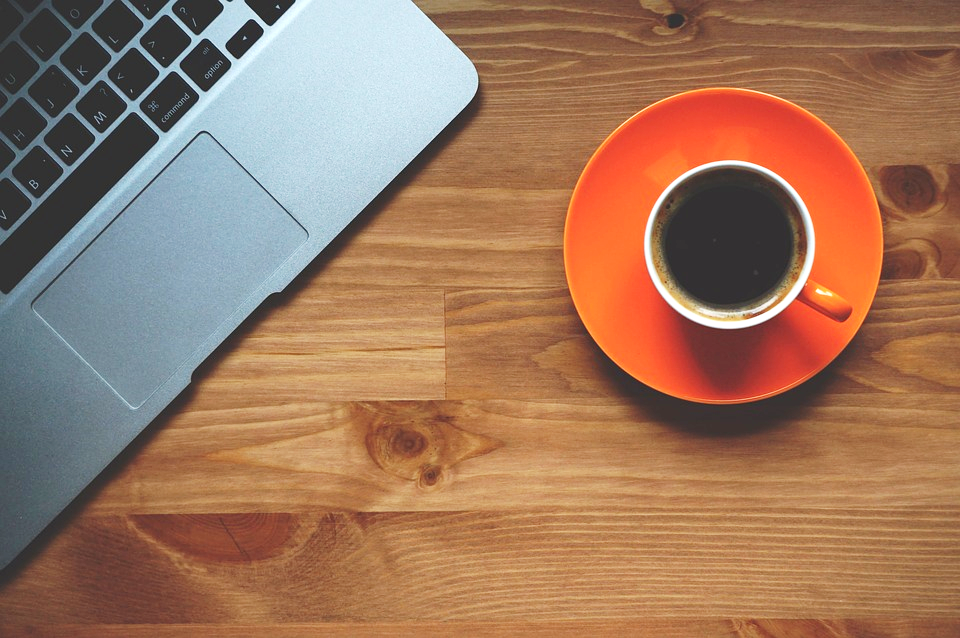 O
U I L ? /
J K < , > .
H N M ⌘ command alt option
V B